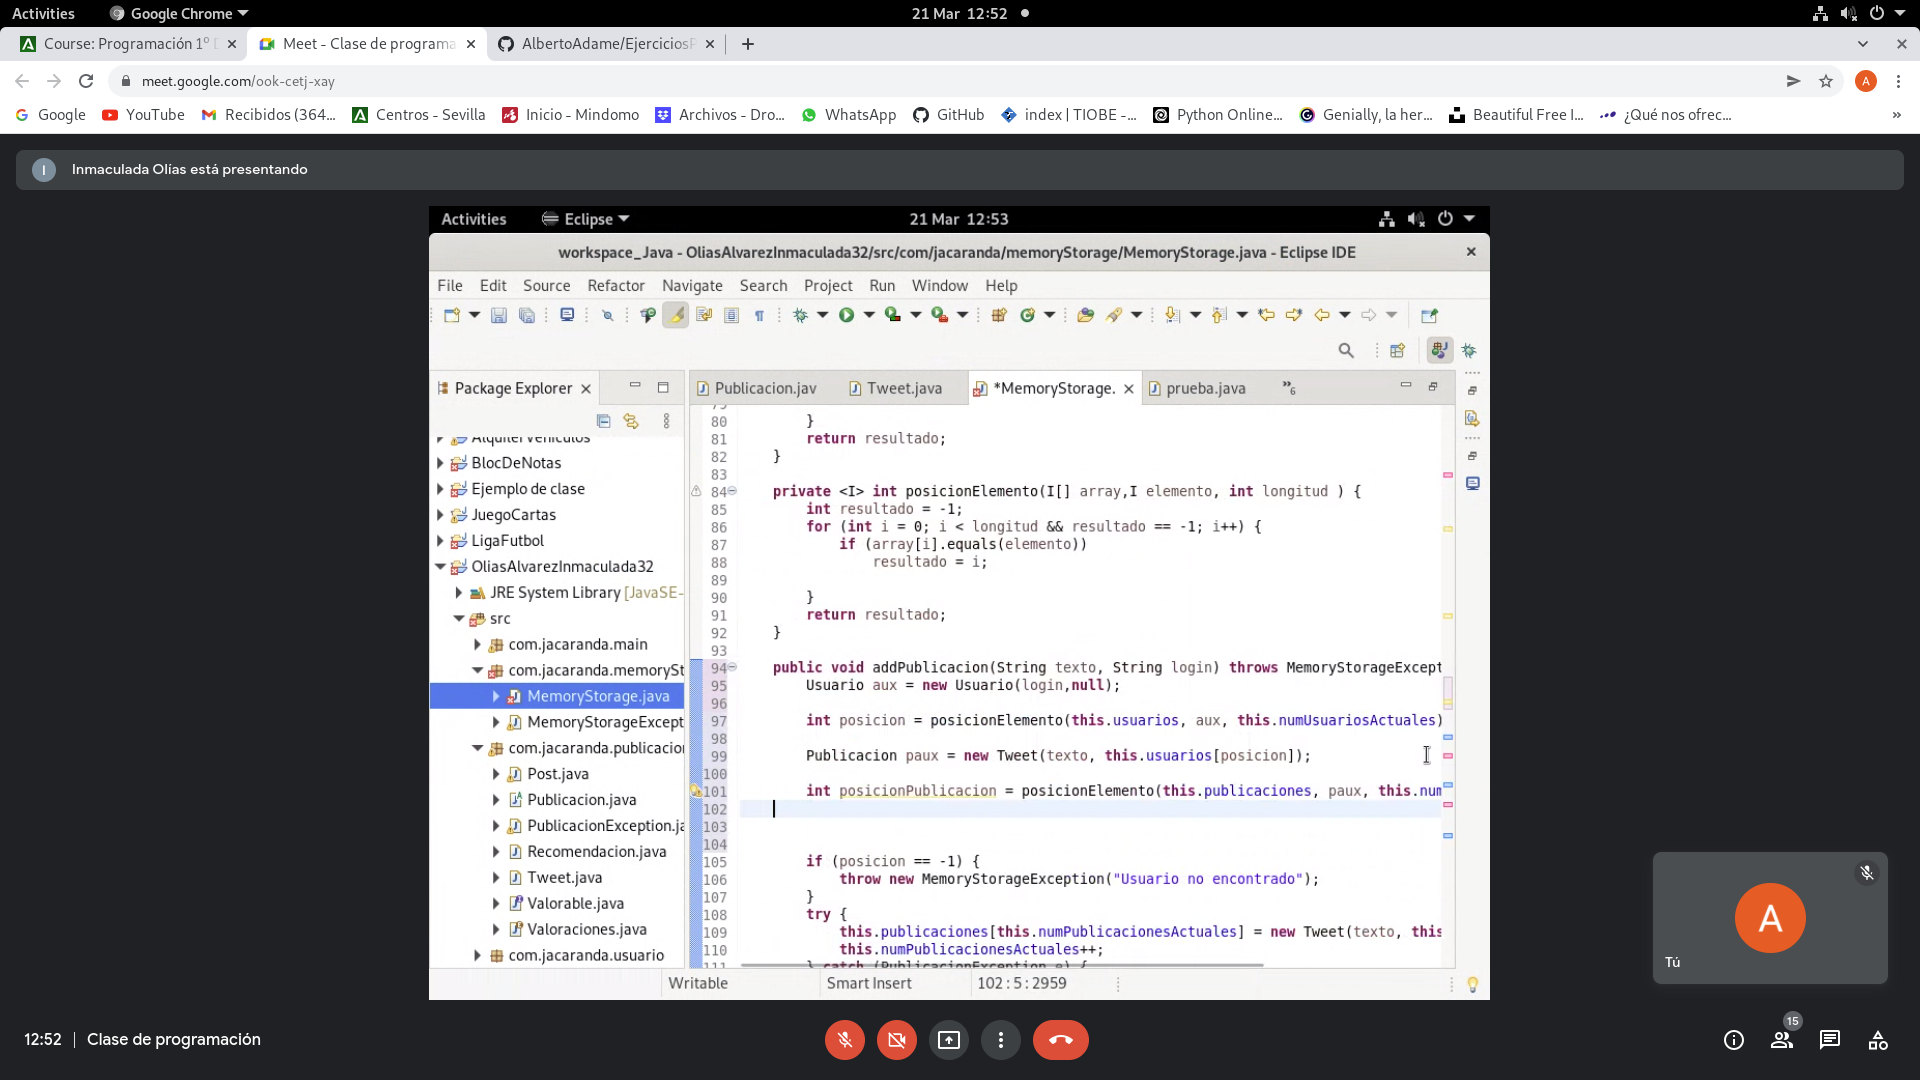 Activities Google Chrome 21 Mar 12:52
Course: Programación 1º D
Meet - Clase de programa
AlbertoAdame/EjerciciosP
meet.google.com/ook-cetj-xay
A
Google YouTube Recibidos (364... Centros - Sevilla Inicio - Mindomo Archivos - Dro... WhatsApp GitHub index | TIOBE -... Python Online... Genially, la her... Beautiful Free I... ¿Qué nos ofrec... »
I Inmaculada Olías está presentando
Activities Eclipse 21 Mar 12:53
workspace_Java - OliasAlvarezInmaculada32/src/com/jacaranda/memoryStorage/MemoryStorage.java - Eclipse IDE
File Edit Source Refactor Navigate Search Project Run Window Help
Package Explorer
Publicacion.jav Tweet.java *MemoryStorage. prueba.java »6
AlquilerVehiculos
BlocDeNotas
Ejemplo de clase
JuegoCartas
LigaFutbol
OliasAlvarezInmaculada32
JRE System Library [JavaSE-
src
com.jacaranda.main
com.jacaranda.memorySt
MemoryStorage.java
MemoryStorageExcept
com.jacaranda.publicacion
Post.java
Publicacion.java
PublicacionException.ja
Recomendacion.java
Tweet.java
Valorable.java
Valoraciones.java
com.jacaranda.usuario
79
80 }
81 return resultado;
82 }
83
84 private <I> int posicionElemento(I[] array,I elemento, int longitud ) {
85 int resultado = -1;
86 for (int i = 0; i < longitud && resultado == -1; i++) {
87 if (array[i].equals(elemento))
88 resultado = i;
89
90 }
91 return resultado;
92 }
93
94 public void addPublicacion(String texto, String login) throws MemoryStorageExcept
95 Usuario aux = new Usuario(login,null);
96
97 int posicion = posicionElemento(this.usuarios, aux, this.numUsuariosActuales)
98
99 Publicacion paux = new Tweet(texto, this.usuarios[posicion]);
100
101 int posicionPublicacion = posicionElemento(this.publicaciones, paux, this.num
102
103
104
105 if (posicion == -1) {
106 throw new MemoryStorageException("Usuario no encontrado");
107 }
108 try {
109 this.publicaciones[this.numPublicacionesActuales] = new Tweet(texto, this
110 this.numPublicacionesActuales++;
111 } catch (PublicacionException e) {
Writable Smart Insert 102 : 5 : 2959
A
Tú
12:52 | Clase de programación
15